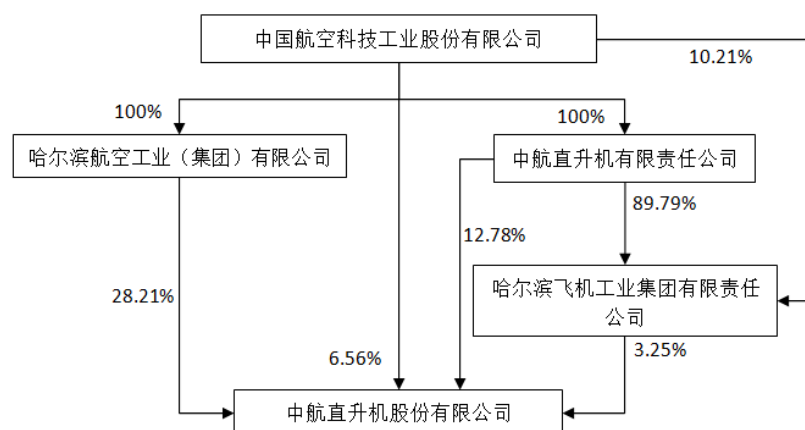 中国航空科技工业股份有限公司
10.21%
100%
100%
哈尔滨航空工业（集团）有限公司
中航直升机有限责任公司
89.79%
12.78%
28.21%
哈尔滨飞机工业集团有限责任
公司
6.56%
3.25%
中航直升机股份有限公司